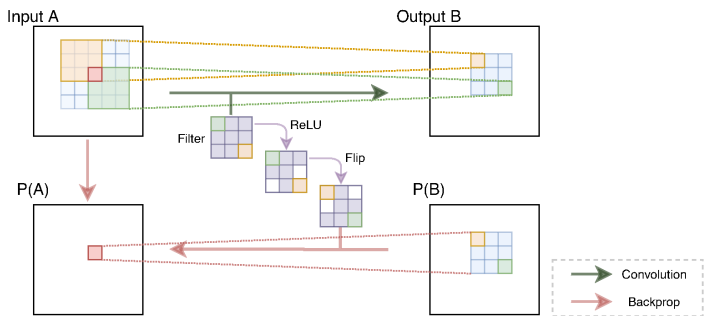 Input A
Output B
Filter
ReLU
Flip
P(A)
P(B)
Convolution
Backprop